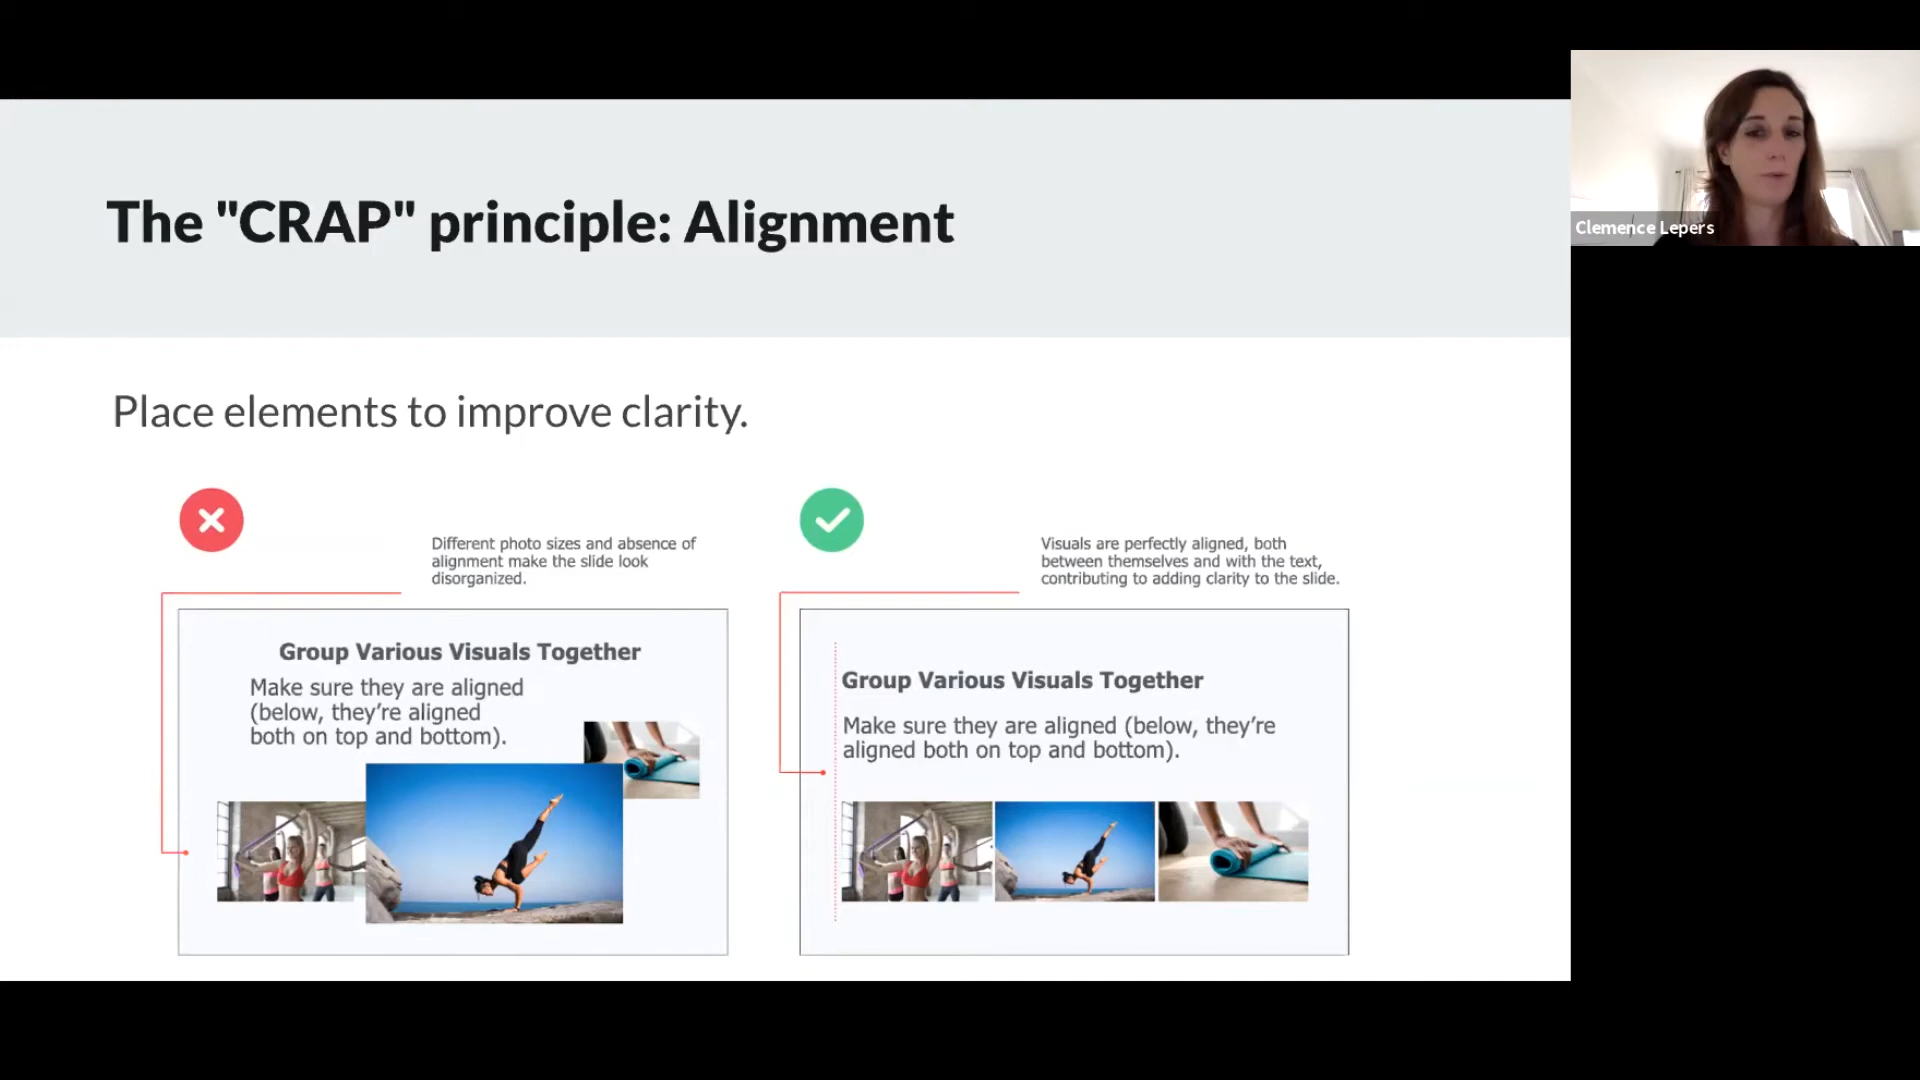 The "CRAP" principle: Alignment
Clemence Lepers
Place elements to improve clarity.
Different photo sizes and absence of
alignment make the slide look
disorganized.
Group Various Visuals Together
Make sure they are aligned
(below, they’re aligned
both on top and bottom).
Visuals are perfectly aligned, both
between themselves and with the text,
contributing to adding clarity to the slide.
Group Various Visuals Together
Make sure they are aligned (below, they’re
aligned both on top and bottom).